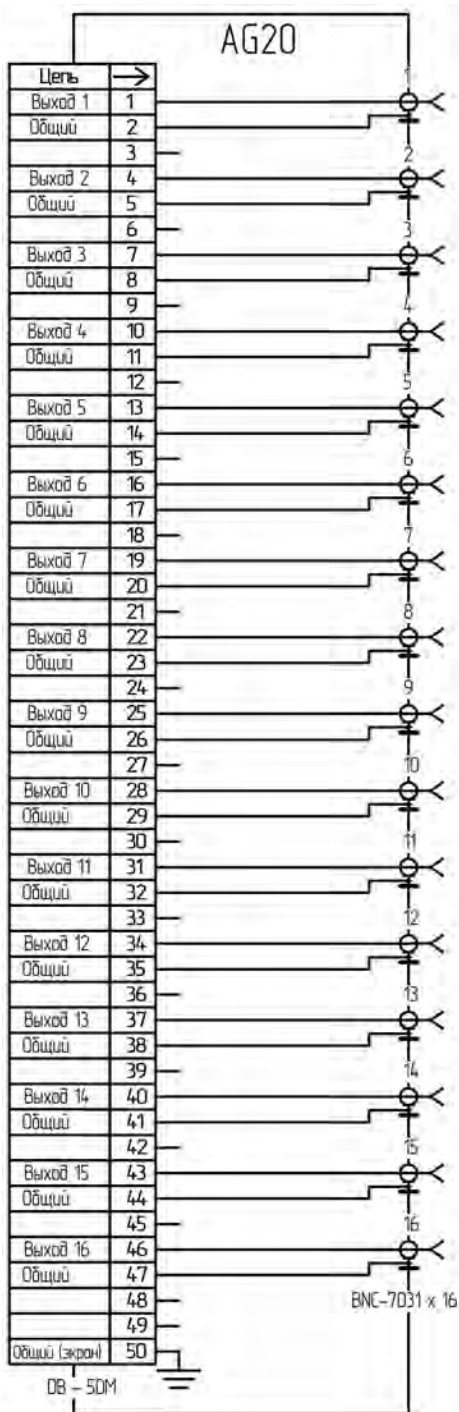 AG20
Цепь
1
Выход 1 1
Общий 2
3 2
Выход 2 4
Общий 5
6 3
Выход 3 7
Общий 8
9 4
Выход 4 10
Общий 11
12 5
Выход 5 13
Общий 14
15 6
Выход 6 16
Общий 17
18 7
Выход 7 19
Общий 20
21 8
Выход 8 22
Общий 23
24 9
Выход 9 25
Общий 26
27 10
Выход 10 28
Общий 29
30 11
Выход 11 31
Общий 32
33 12
Выход 12 34
Общий 35
36 13
Выход 13 37
Общий 38
39 14
Выход 14 40
Общий 41
42 15
Выход 15 43
Общий 44
45 16
Выход 16 46
Общий 47
48 BNC-7031 x 16
49
Общий (экран) 50
DB - 50M